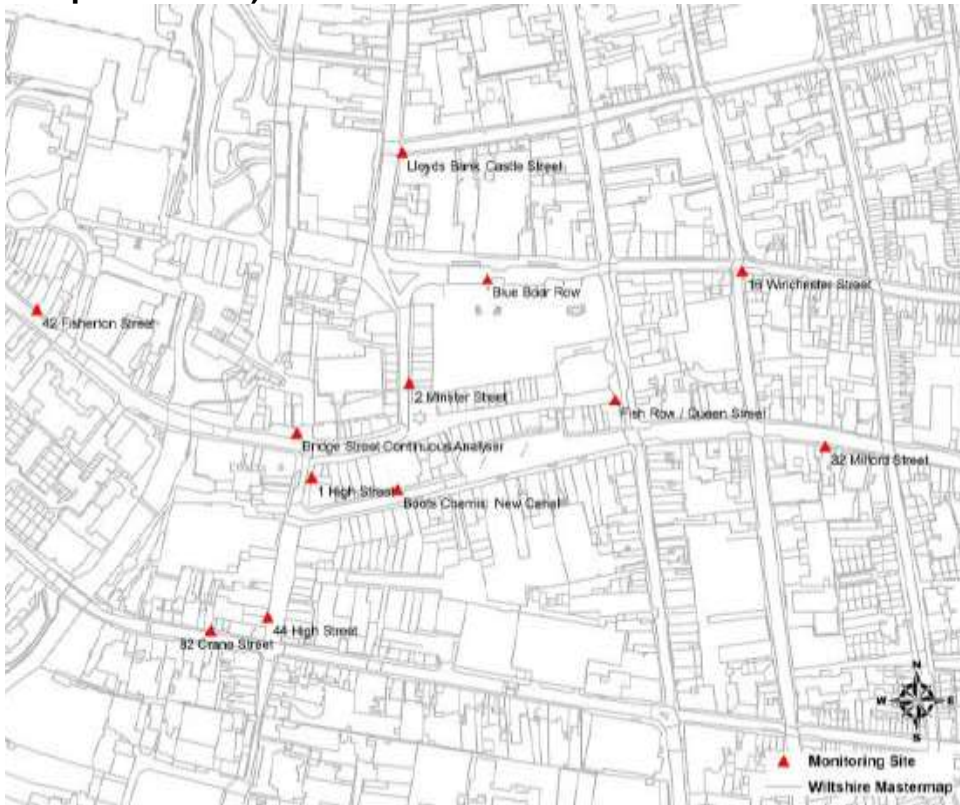 Lloyds Bank Castle Street
Blue Boar Row
16 Winchester Street
42 Fisherton Street
2 Minster Street
Fish Row / Queen Street
Bridge Street Continuous Analyser
32 Milford Street
1 High Street
Boots Chemist New Canal
44 High Street
82 Crane Street
N
W E
S
Monitoring Site
Wiltshire Mastermap